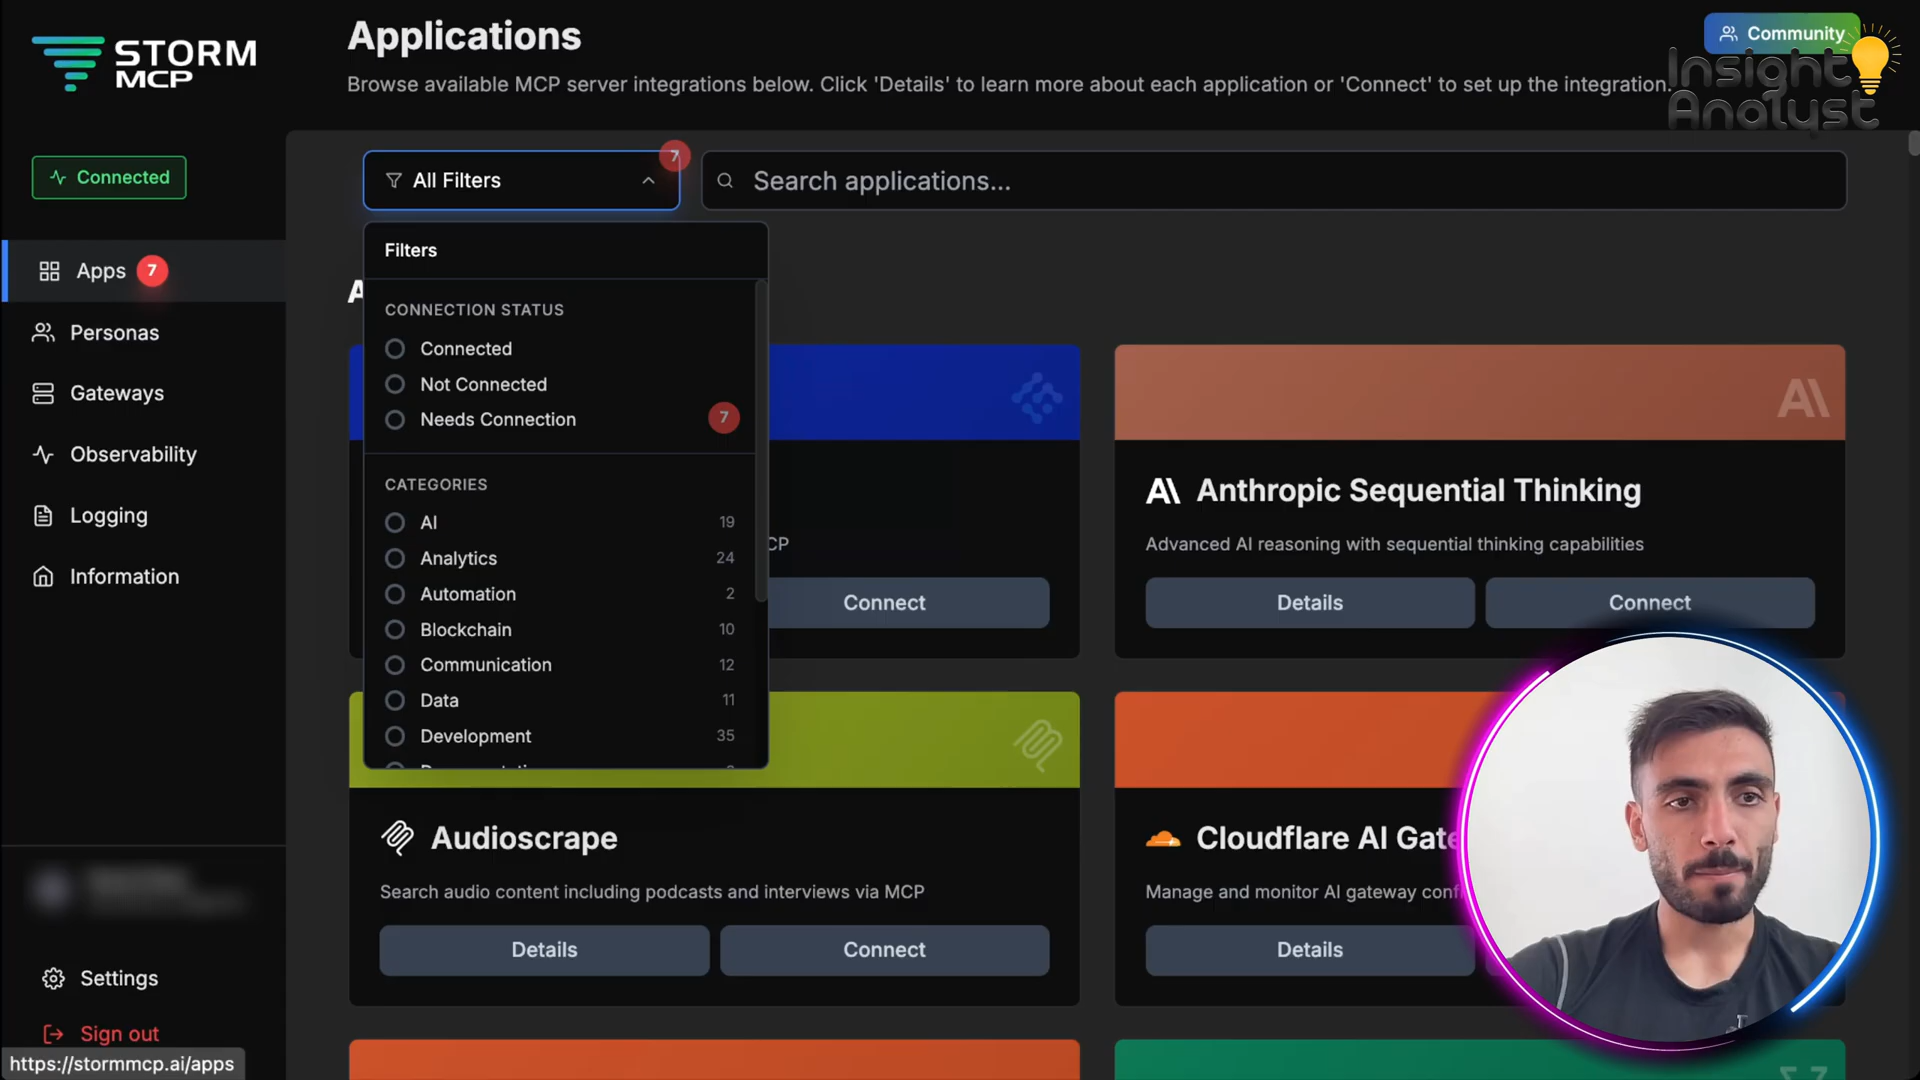 STORM
MCP
Applications
Browse available MCP server integrations below. Click 'Details' to learn more about each application or 'Connect' to set up the integration.
Community
Insight
Analyst
Connected
All Filters
7
Search applications...
Apps 7
Personas
Gateways
Observability
Logging
Information
Filters
CONNECTION STATUS
Connected
Not Connected
Needs Connection 7
CATEGORIES
AI 19
Analytics 24
Automation 2
Blockchain 10
Communication 12
Data 11
Development 35
A
CP
Connect
Anthropic Sequential Thinking
Advanced AI reasoning with sequential thinking capabilities
Details
Connect
Audioscrape
Search audio content including podcasts and interviews via MCP
Details
Connect
Cloudflare AI Gate
Manage and monitor AI gateway conf
Details
Settings
Sign out
https://stormmcp.ai/apps